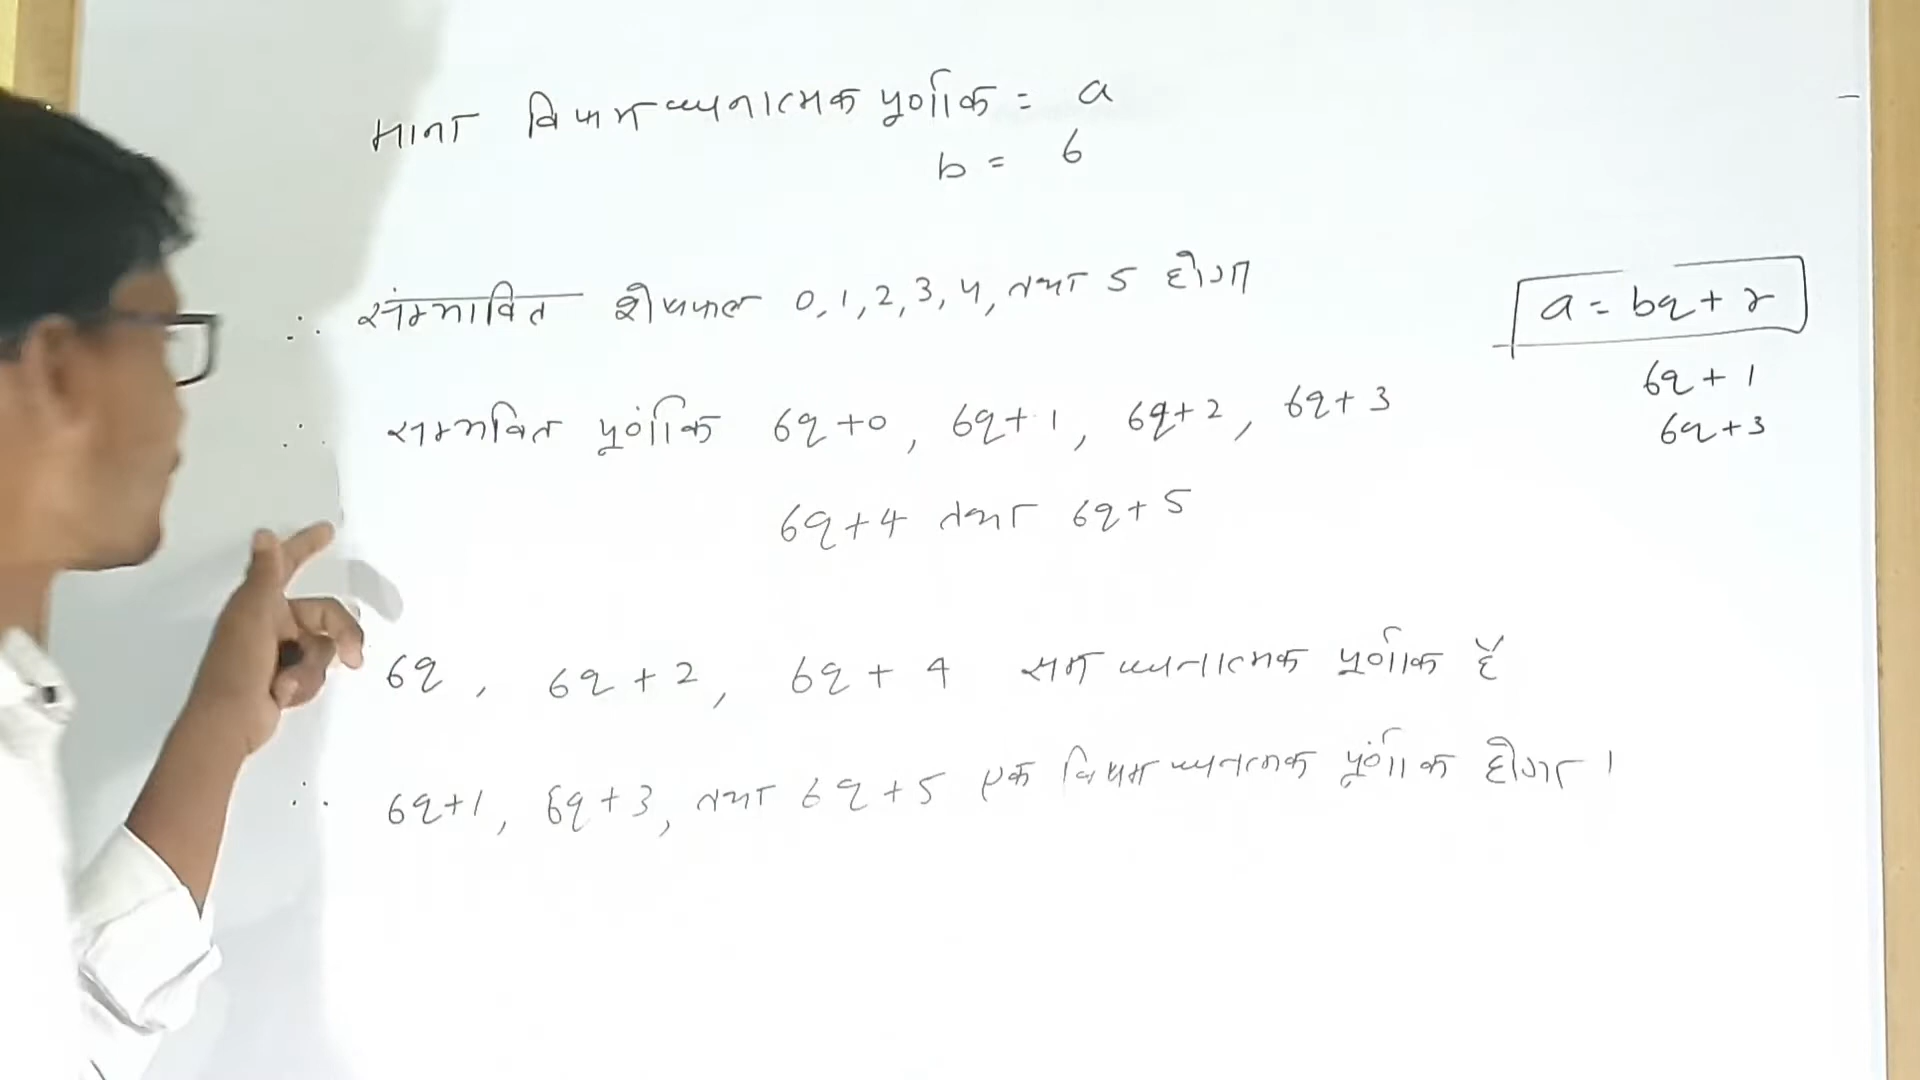 माना विषम धनात्मक पूर्णांक = a
b = 6
∴ संम्भावित शेषफल 0, 1, 2, 3, 4, तथा 5 होगा
∴ सम्भवित पूर्णांक 6q + 0, 6q + 1, 6q + 2, 6q + 3
6q + 4 तथा 6q + 5
6q, 6q + 2, 6q + 4 सम धनात्मक पूर्णांक है
∴ 6q+1, 6q + 3, तथा 6q + 5 एक विषम धनात्मक पूर्णांक होगा।
a = bq + r
6q + 1
6q + 3